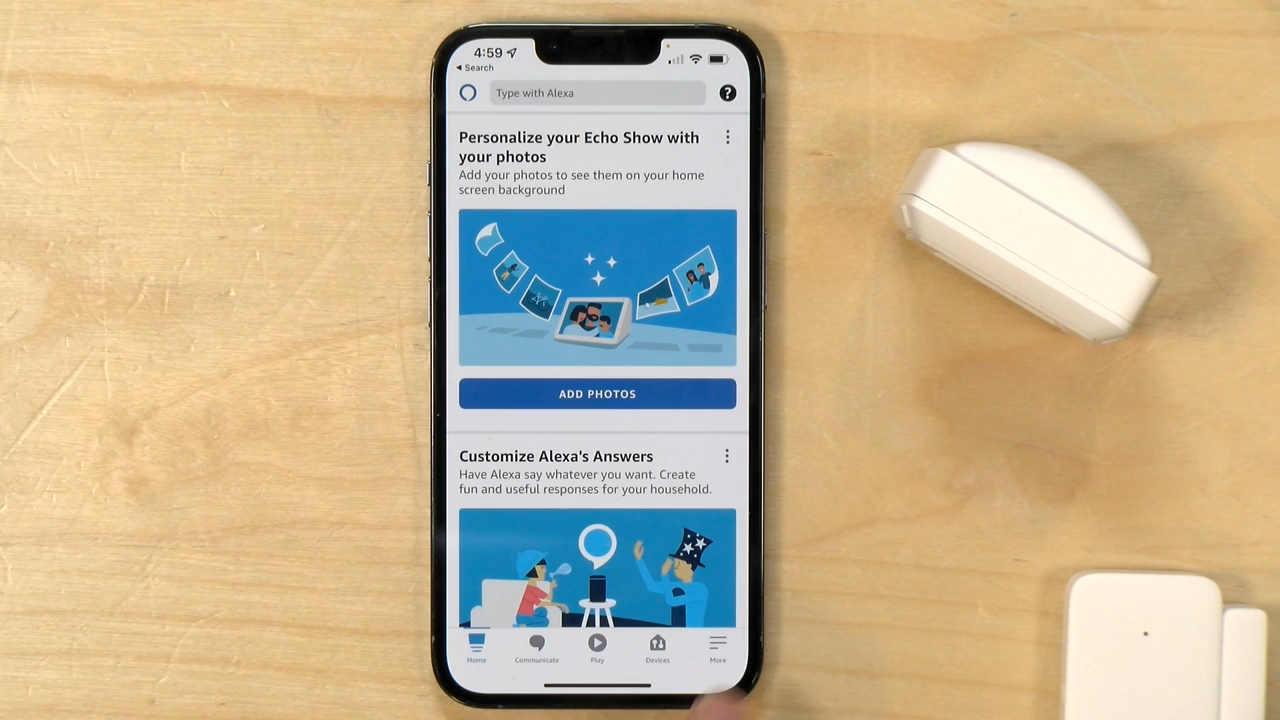 4:59
◀ Search
Type with Alexa
?
Personalize your Echo Show with
your photos
Add your photos to see them on your home
screen background
ADD PHOTOS
Customize Alexa's Answers
Have Alexa say whatever you want. Create
fun and useful responses for your household.
Home Communicate Play Devices More